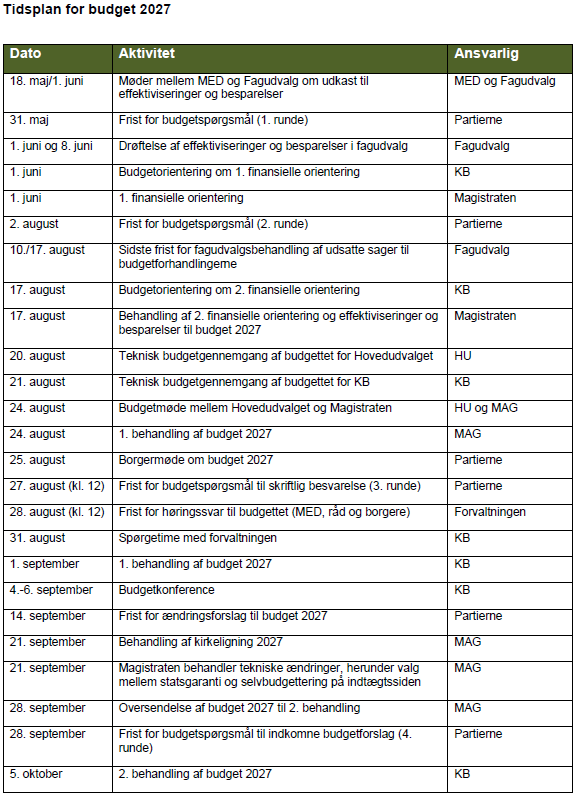 Tidsplan for budget 2027
Dato Aktivitet Ansvarlig
18. maj/1. juni Møder mellem MED og Fagudvalg om udkast til MED og Fagudvalg
effektiviseringer og besparelser
31. maj Frist for budgetspørgsmål (1. runde) Partierne
1. juni og 8. juni Drøftelse af effektiviseringer og besparelser i fagudvalg Fagudvalg
1. juni Budgetorientering om 1. finansielle orientering KB
1. juni 1. finansielle orientering Magistraten
2. august Frist for budgetspørgsmål (2. runde) Partierne
10./17. august Sidste frist for fagudvalgsbehandling af udsatte sager til Fagudvalg
budgetforhandlingerne
17. august Budgetorientering om 2. finansielle orientering KB
17. august Behandling af 2. finansielle orientering og effektiviseringer og Magistraten
besparelser til budget 2027
20. august Teknisk budgetgennemgang af budgettet for Hovedudvalget HU
21. august Teknisk budgetgennemgang af budgettet for KB KB
24. august Budgetmøde mellem Hovedudvalget og Magistraten HU og MAG
24. august 1. behandling af budget 2027 MAG
25. august Borgermøde om budget 2027 Partierne
27. august (kl. 12) Frist for budgetspørgsmål til skriftlig besvarelse (3. runde) Partierne
28. august (kl. 12) Frist for høringssvar til budgettet (MED, råd og borgere) Forvaltningen
31. august Spørgetime med forvaltningen KB
1. september 1. behandling af budget 2027 KB
4.-6. september Budgetkonference KB
14. september Frist for ændringsforslag til budget 2027 Partierne
21. september Behandling af kirkeligning 2027 MAG
21. september Magistraten behandler tekniske ændringer, herunder valg MAG
mellem statsgaranti og selvbudgettering på indtægtssiden
28. september Oversendelse af budget 2027 til 2. behandling MAG
28. september Frist for budgetspørgsmål til indkomne budgetforslag (4. Partierne
runde)
5. oktober 2. behandling af budget 2027 KB